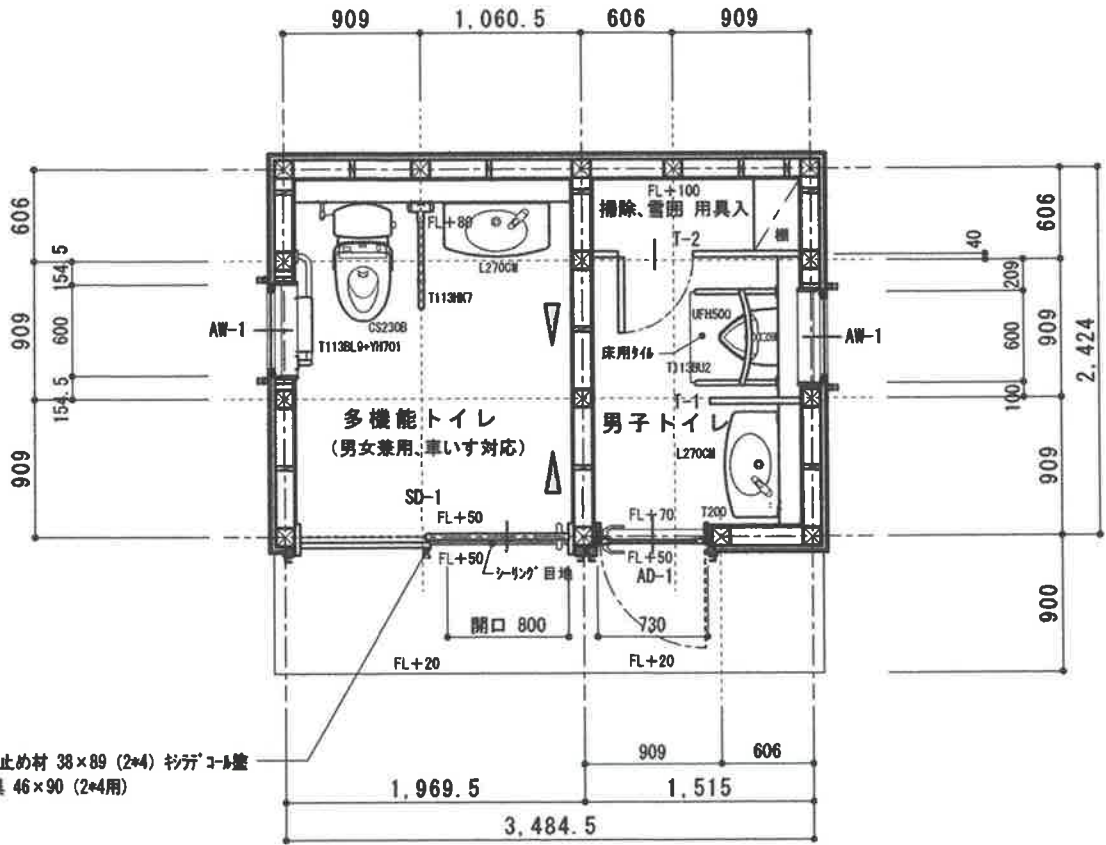 909
1,060.5
606
909
606
154.5
909
600
154.5
909
FL+100
掃除、雪囲 用具入
棚
T-2
FL+80
L270CM
T113HK7
CS230B
T113BL9+YH701
AW-1
UFH500
床用タイル
T113BU2
AW-1
T-1
多機能トイレ
(男女兼用、車いす対応)
男子トイレ
L270CM
SD-1
FL+50
FL+50
シーリング目地
FL+70
T200
FL+50
AD-1
開口 800
730
FL+20
FL+20
40
209
600
100
606
909
909
2,424
900
止め材 38×89 (2*4) キシラデコール塗
46×90 (2*4用)
909
606
1,969.5
1,515
3,484.5